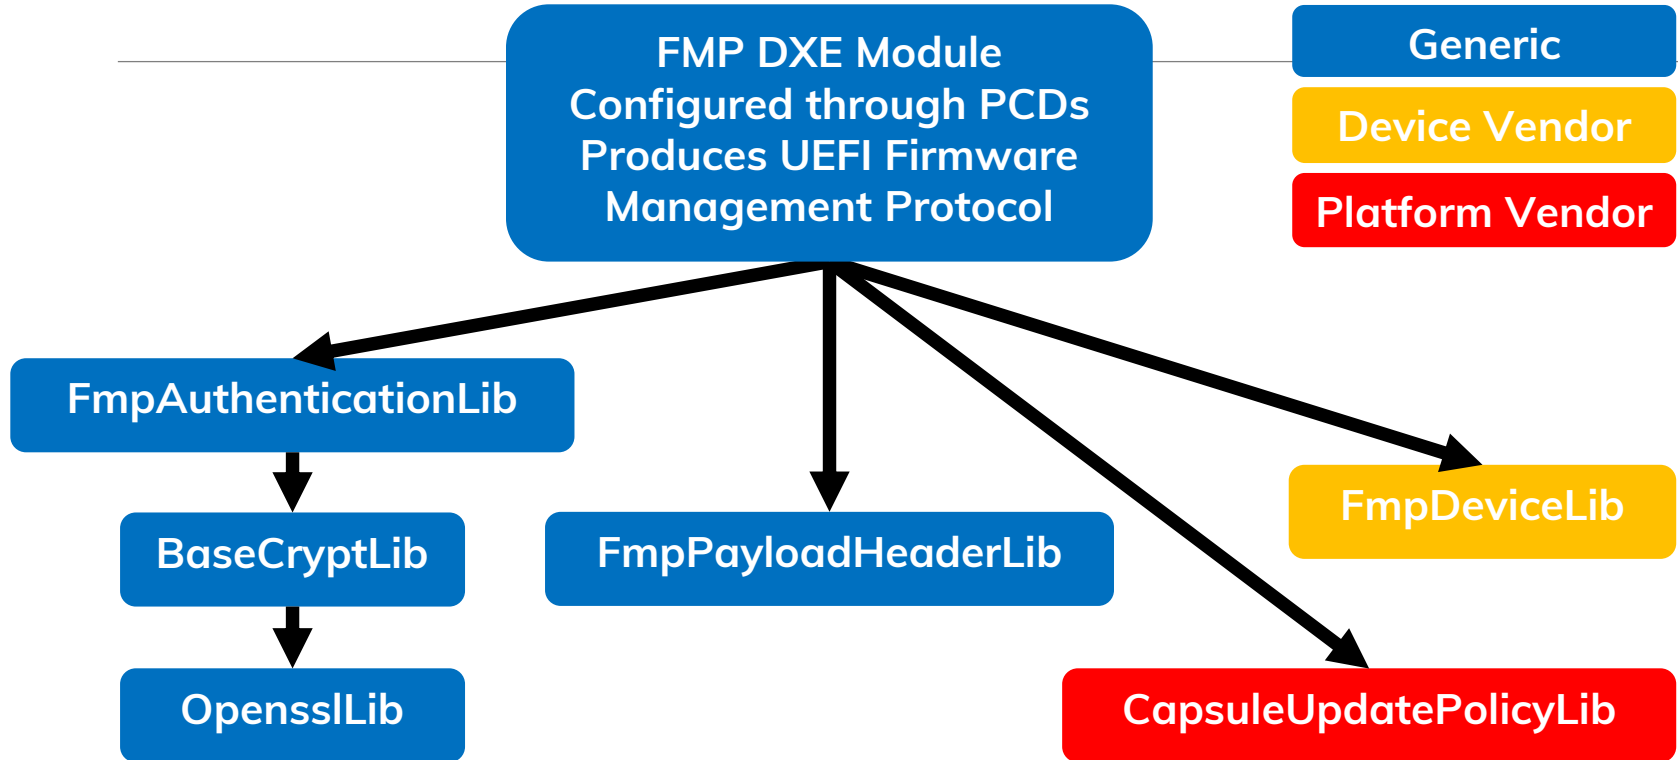 FMP DXE Module
Configured through PCDs
Produces UEFI Firmware
Management Protocol
Generic
Device Vendor
Platform Vendor
FmpAuthenticationLib
FmpDeviceLib
BaseCryptLib
FmpPayloadHeaderLib
OpensslLib
CapsuleUpdatePolicyLib